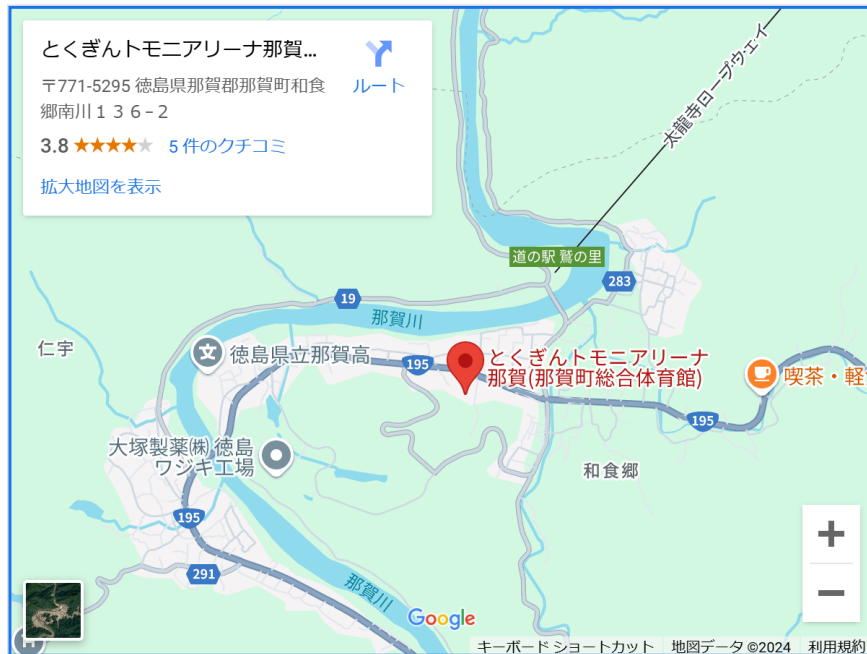 とくぎんトモニアリーナ那賀...
ルート
〒771-5295 徳島県那賀郡那賀町和食
郷南川１３６−２
3.8
5 件のクチコミ
拡大地図を表示
太龍寺ロープウェイ
道の駅 鷲の里
283
19
那賀川
仁宇
徳島県立那賀高
195
とくぎんトモニアリーナ
那賀(那賀町総合体育館)
喫茶・軽
195
大塚製薬㈱ 徳島
ワジキ工場
和食郷
195
291
那賀川
Google
キーボード ショートカット
地図データ ©2024
利用規約